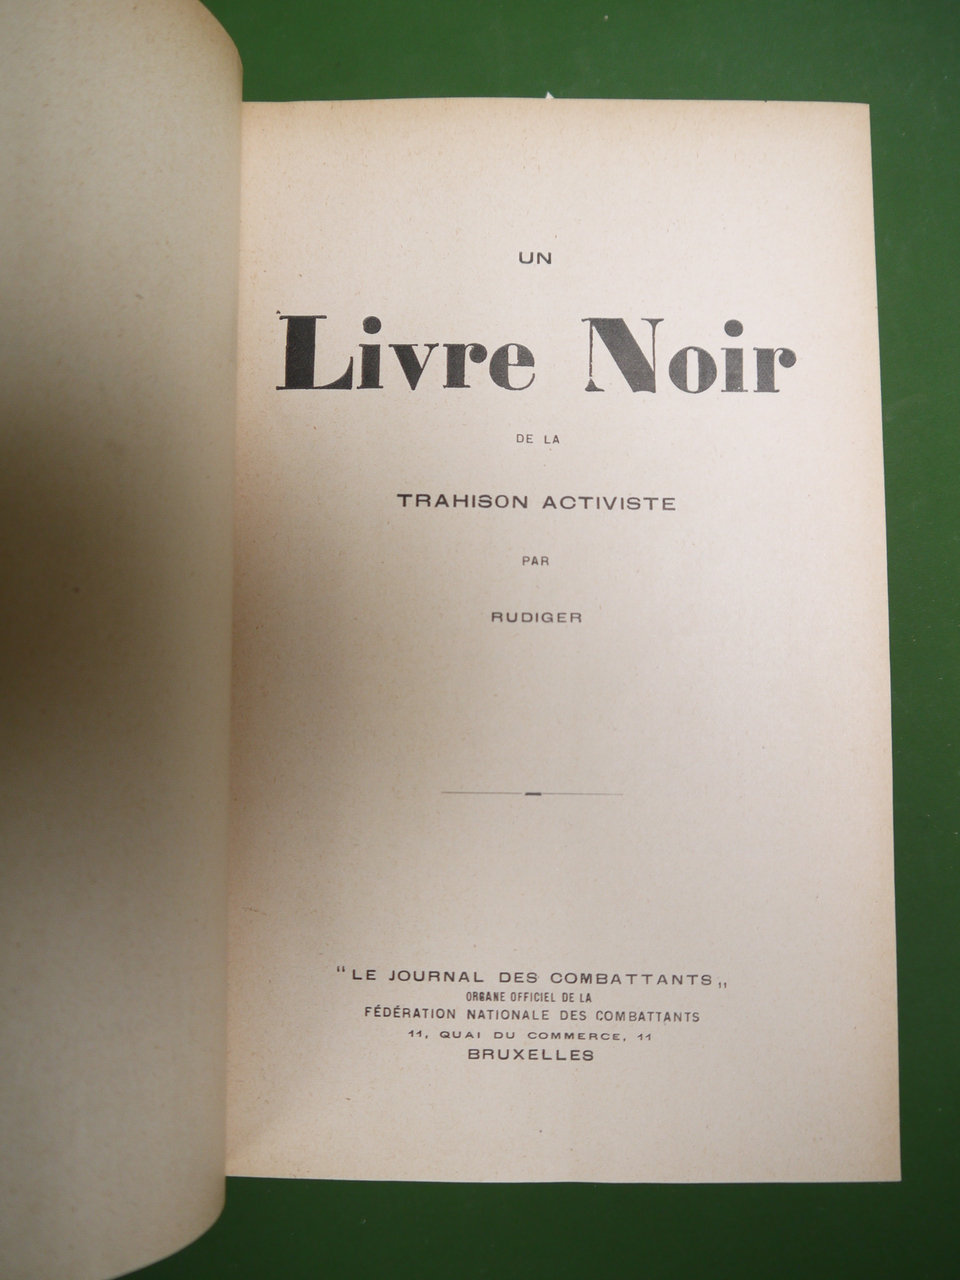 UN
Livre Noir
DE LA
TRAHISON ACTIVISTE
PAR
RUDIGER
"LE JOURNAL DES COMBATTANTS„
ORGANE OFFICIEL DE LA
FÉDÉRATION NATIONALE DES COMBATTANTS
11, QUAI DU COMMERCE, 11
BRUXELLES